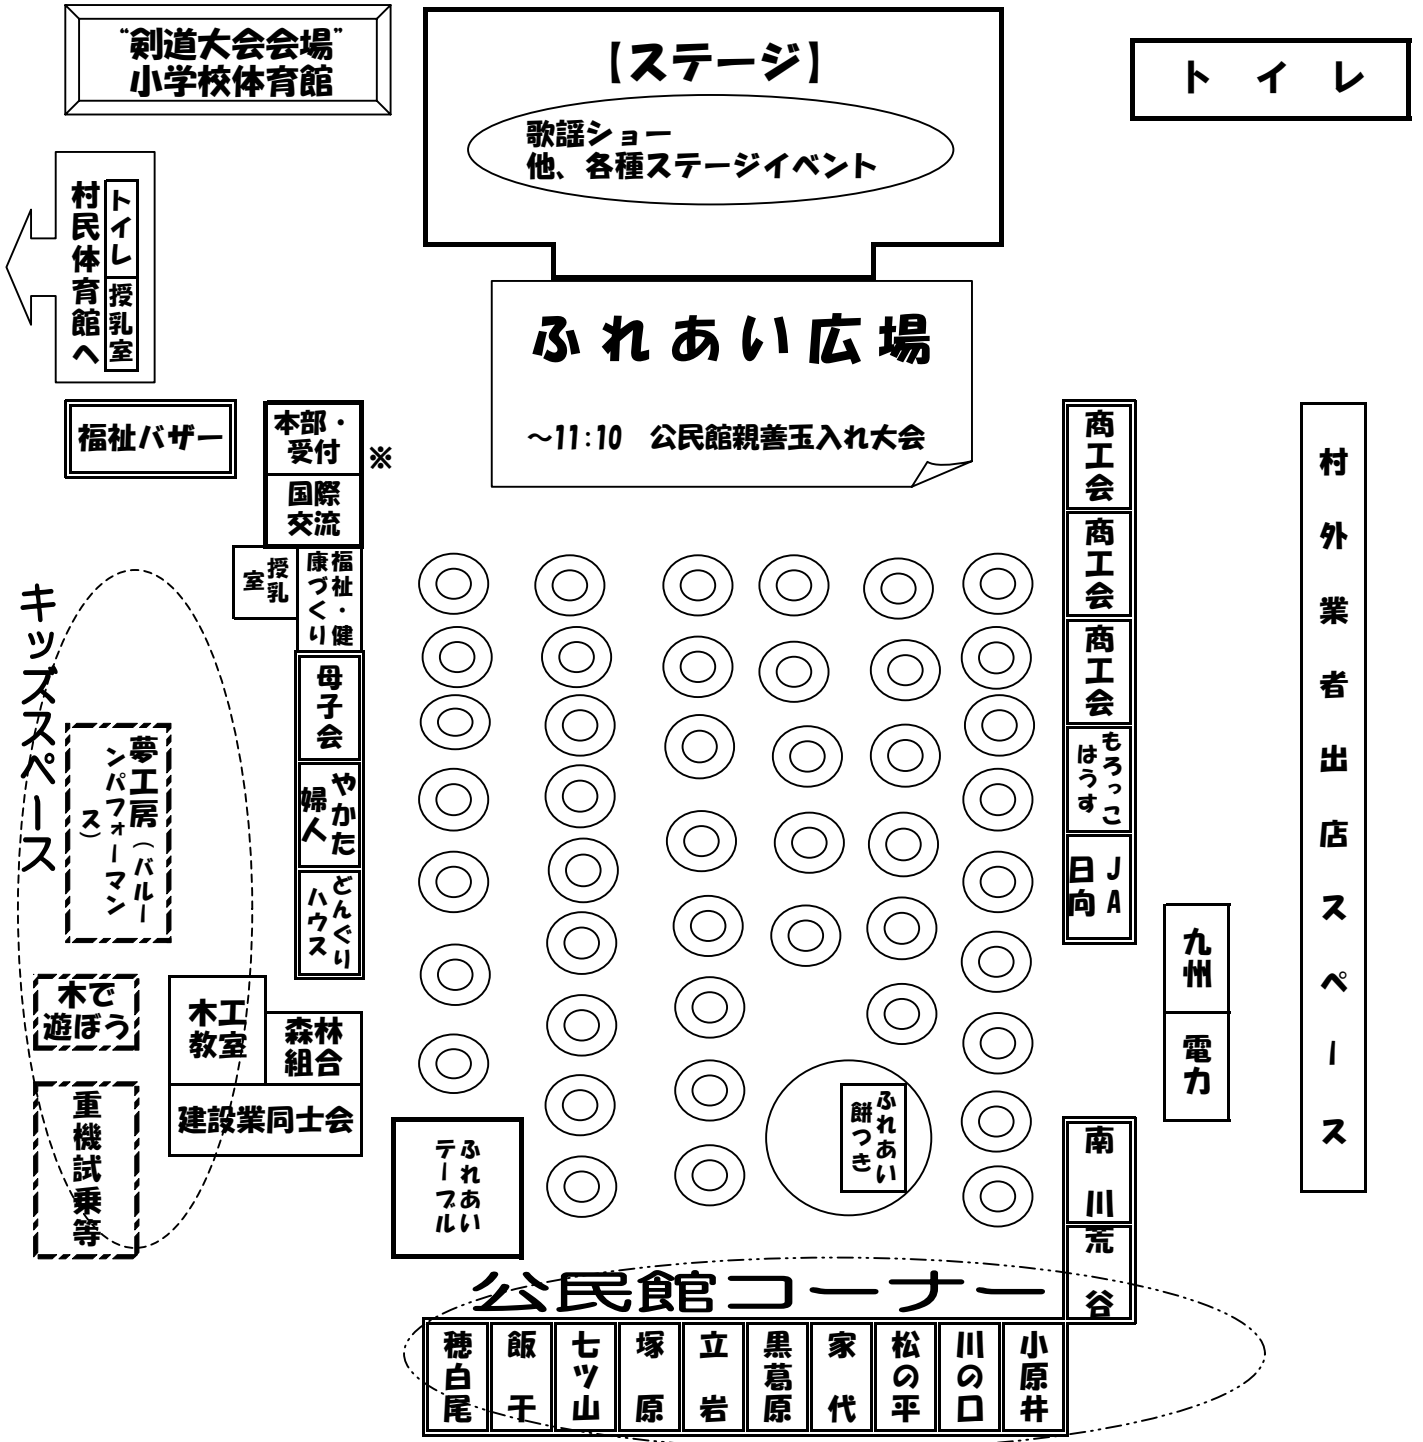 “剣道大会会場”
小学校体育館
【ステージ】
歌謡ショー
他、各種ステージイベント
トイレ
村民体育館へ
トイレ
授乳室
ふれあい広場
～11:10 公民館親善玉入れ大会
福祉バザー
本部・
受付
※
国際
交流
授乳
室
福祉・健
康づくり
母子会
やかた
婦人
どんぐり
ハウス
キッズスペース
夢工房（バルー
ンパフォーマン
ス）
木で
遊ぼう
木工
教室
森林
組合
建設業同士会
重機試乗等
商工会
商工会
商工会
もろっこ
はうす
JA
日向
九州
電力
村外業者出店スペース
ふれあい
餅つき
ふれあい
テーブル
南川
荒谷
公民館コーナー
穂白尾
飯干
七ツ山
塚原
立岩
黒葛原
家代
松の平
川の口
小原井